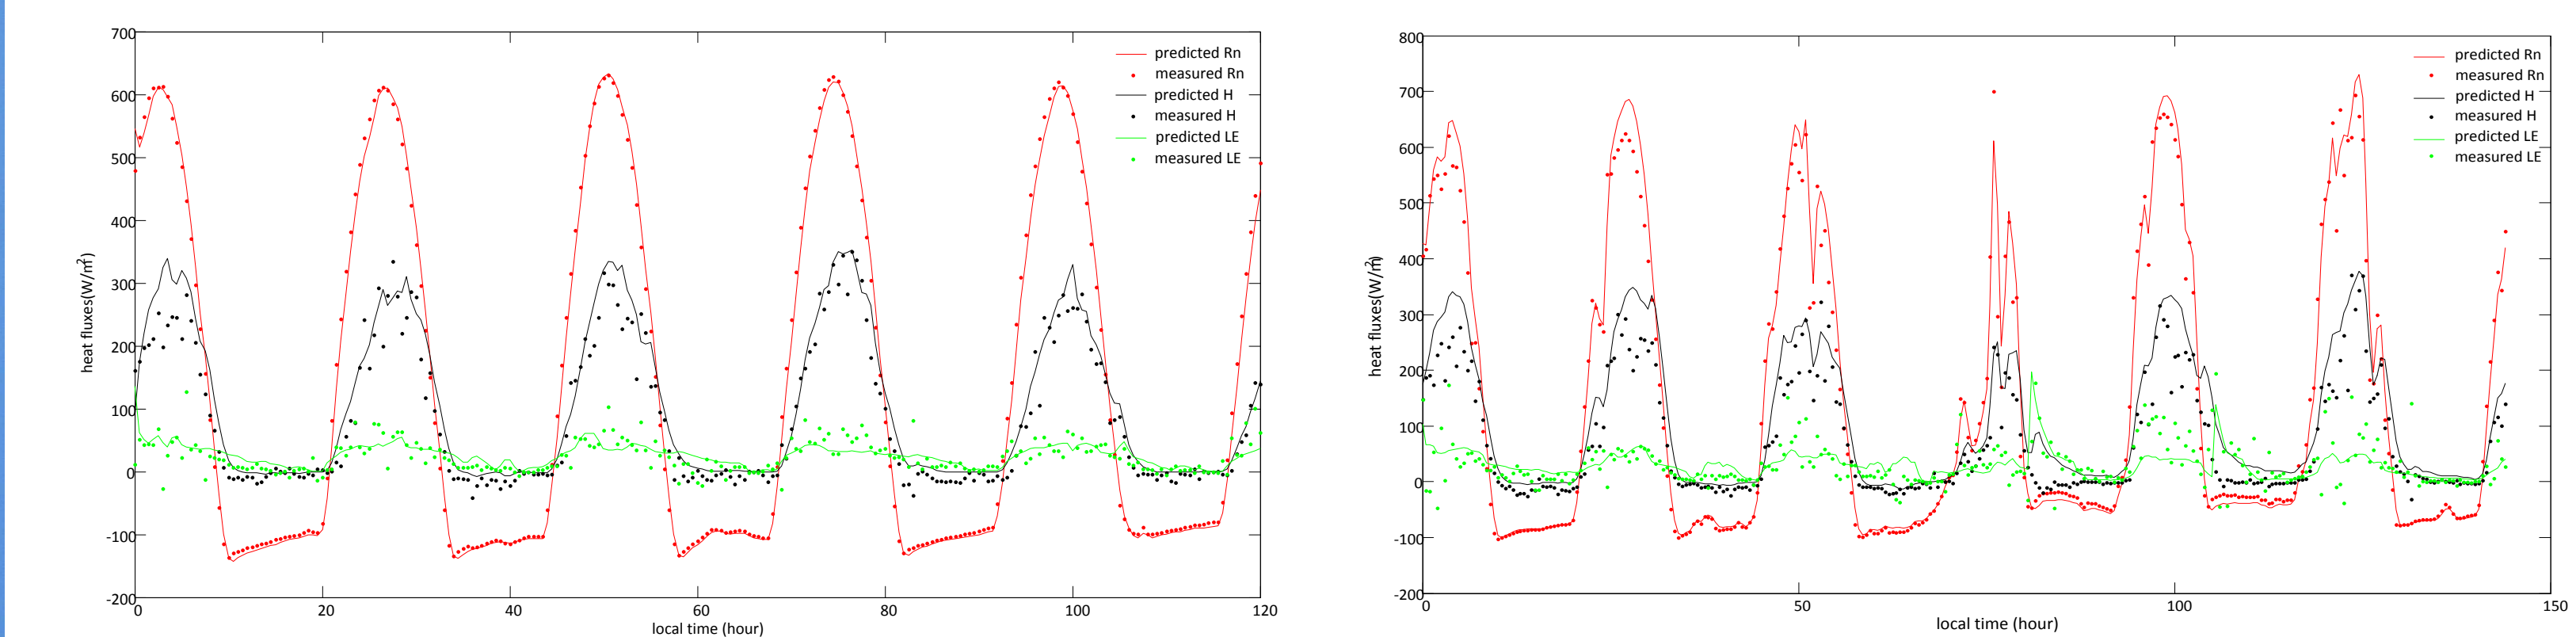 700
600
500
400
300
200
100
0
-100
-200
heat fluxes(W/m²)
0 20 40 60 80 100 120
local time (hour)
predicted Rn
measured Rn
predicted H
measured H
predicted LE
measured LE
800
700
600
500
400
300
200
100
0
-100
-200
heat fluxes(W/m²)
0 50 100 150
local time (hour)
predicted Rn
measured Rn
predicted H
measured H
predicted LE
measured LE